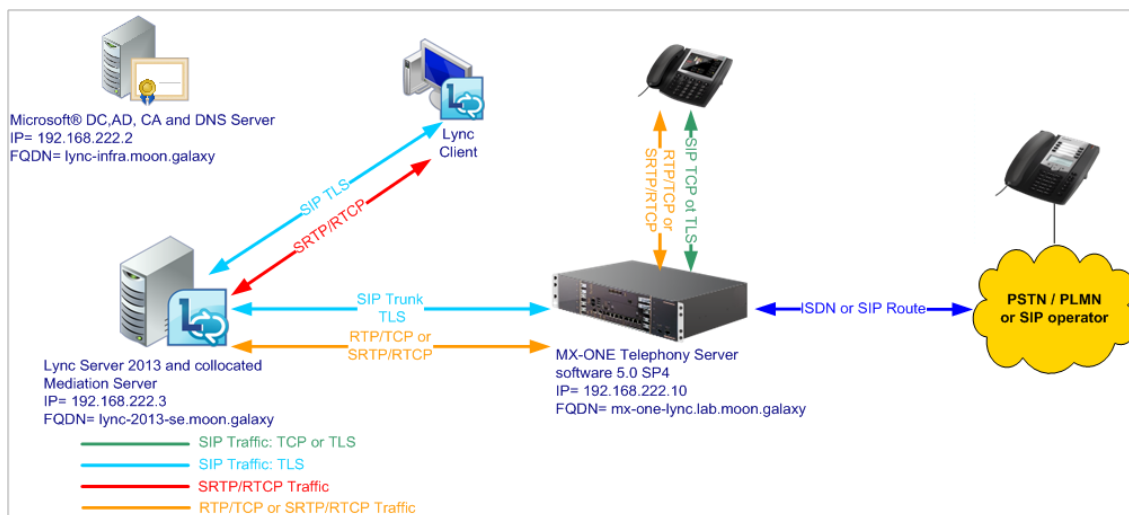 Microsoft® DC,AD, CA and DNS Server
IP= 192.168.222.2
FQDN= lync-infra.moon.galaxy
Lync
Client
SIP TLS
SRTP/RTCP
RTP/TCP or
SRTP/RTCP
SIP TCP ot TLS
SIP Trunk
TLS
RTP/TCP or
SRTP/RTCP
ISDN or SIP Route
PSTN / PLMN
or SIP operator
Lync Server 2013 and collocated
Mediation Server
IP= 192.168.222.3
FQDN= lync-2013-se.moon.galaxy
MX-ONE Telephony Server
software 5.0 SP4
IP= 192.168.222.10
FQDN= mx-one-lync.lab.moon.galaxy
SIP Traffic: TCP or TLS
SIP Traffic: TLS
SRTP/RTCP Traffic
RTP/TCP or SRTP/RTCP Traffic